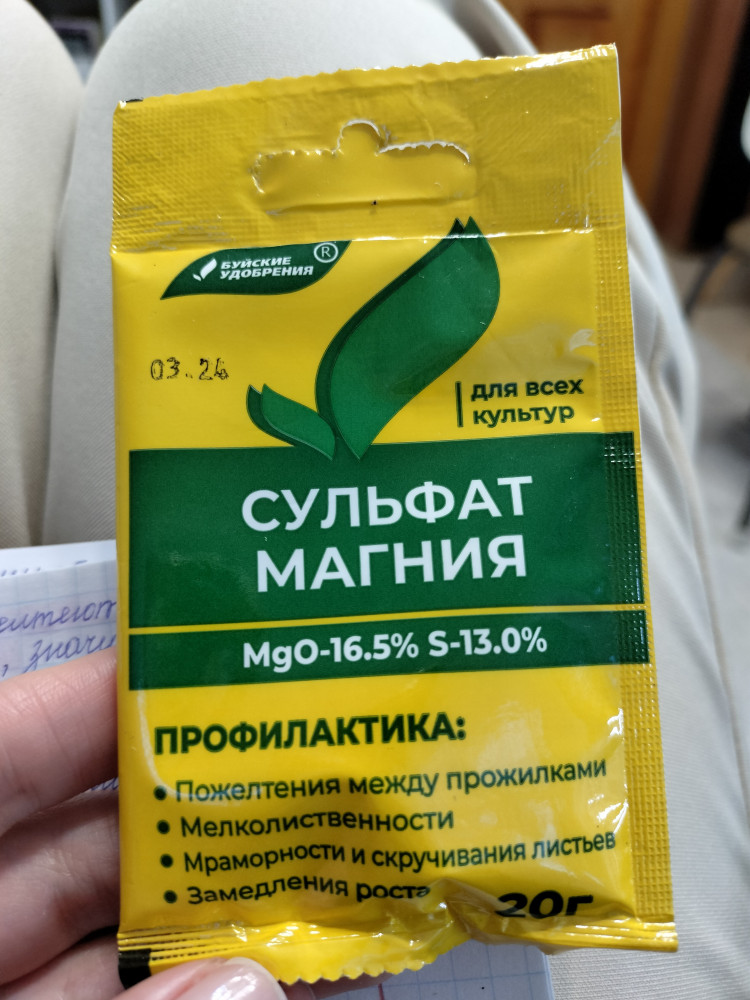 БУЙСКИЕ
УДОБРЕНИЯ ®
03.24
для всех
культур
СУЛЬФАТ
МАГНИЯ
MgO-16.5% S-13.0%
ПРОФИЛАКТИКА:
• Пожелтения между прожилками
• Мелколиственности
• Мраморности и скручивания листьев
• Замедления роста
20г